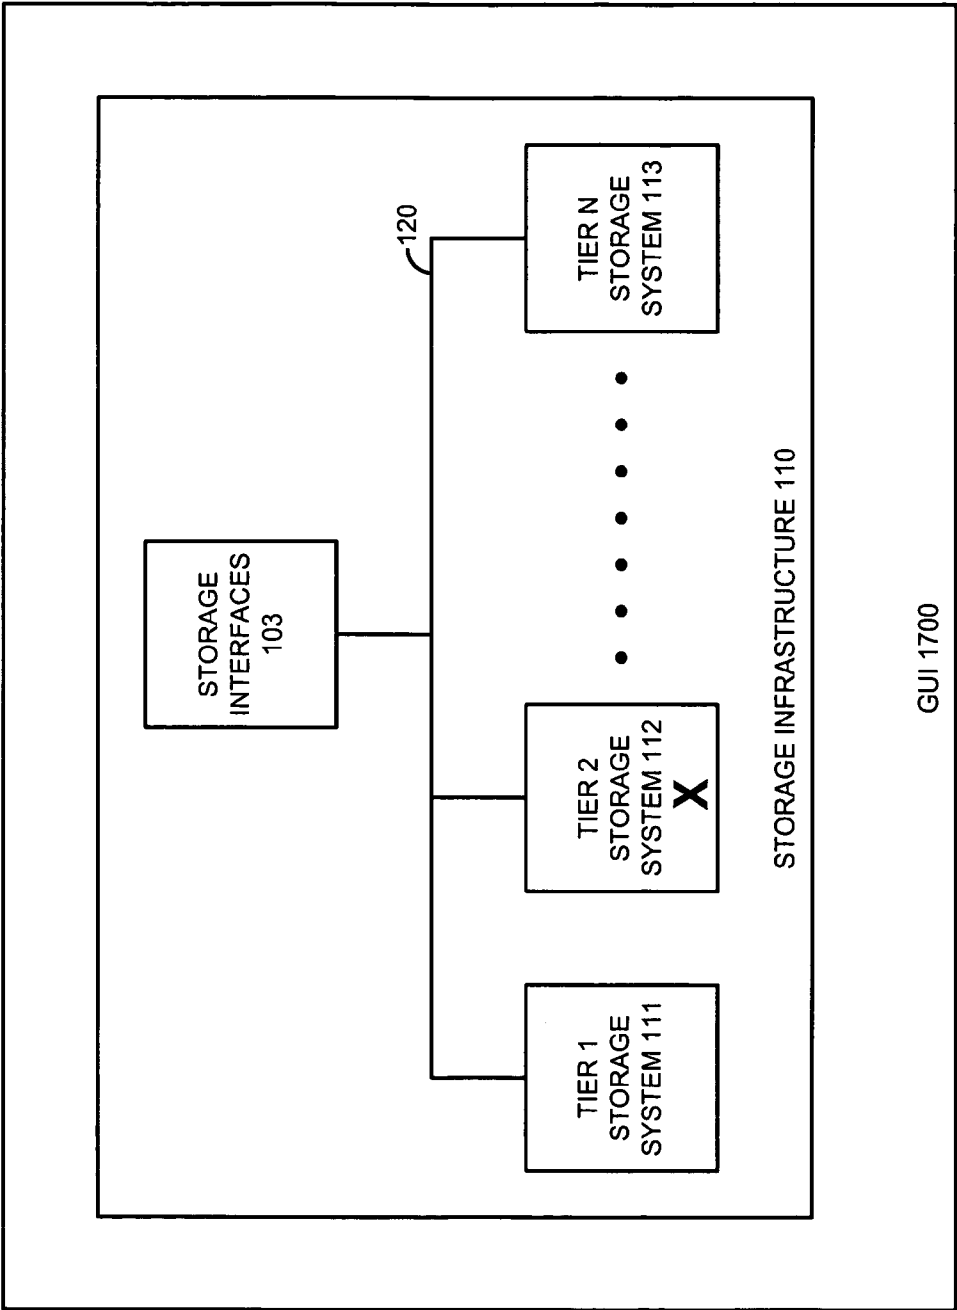 STORAGE
INTERFACES
103
120
TIER 1
STORAGE
SYSTEM 111
TIER 2
STORAGE
SYSTEM 112
X
TIER N
STORAGE
SYSTEM 113
STORAGE INFRASTRUCTURE 110
GUI 1700